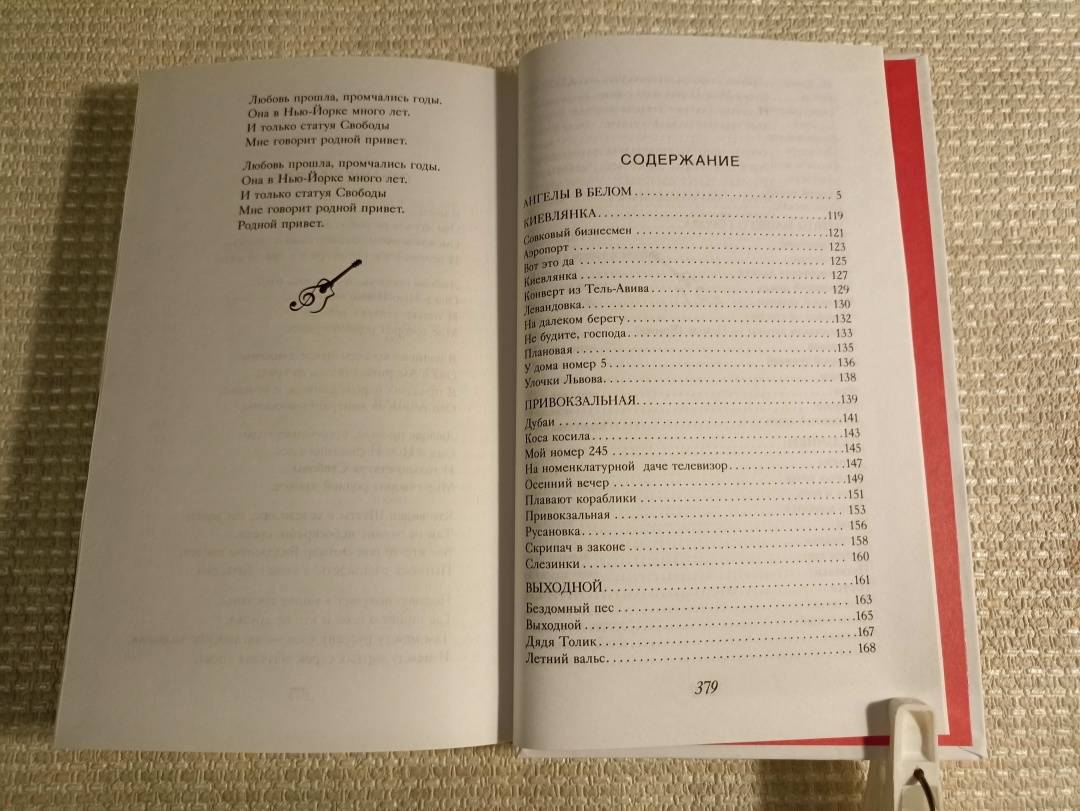 Любовь прошла, промчались годы.
Она в Нью-Йорке много лет.
И только статуя Свободы
Мне говорит родной привет.
Любовь прошла, промчались годы.
Она в Нью-Йорке много лет.
И только статуя Свободы
Мне говорит родной привет.
Родной привет.
СОДЕРЖАНИЕ
АНГЕЛЫ В БЕЛОМ 5
КИЕВЛЯНКА 119
Совковый бизнесмен 121
Аэропорт 123
Вот это да 125
Киевлянка 127
Конверт из Тель-Авива 129
Левандовка 130
На далеком берегу 132
Не будите, господа 133
Плановая 135
У дома номер 5 136
Улочки Львова 138
ПРИВОКЗАЛЬНАЯ 139
Дубаи 141
Коса косила 143
Мой номер 245 145
На номенклатурной даче телевизор 147
Осенний вечер 149
Плавают кораблики 151
Привокзальная 153
Русановка 156
Скрипач в законе 158
Слезинки 160
ВЫХОДНОЙ 161
Бездомный пес 163
Выходной 165
Дядя Толик 167
Летний вальс 168
379